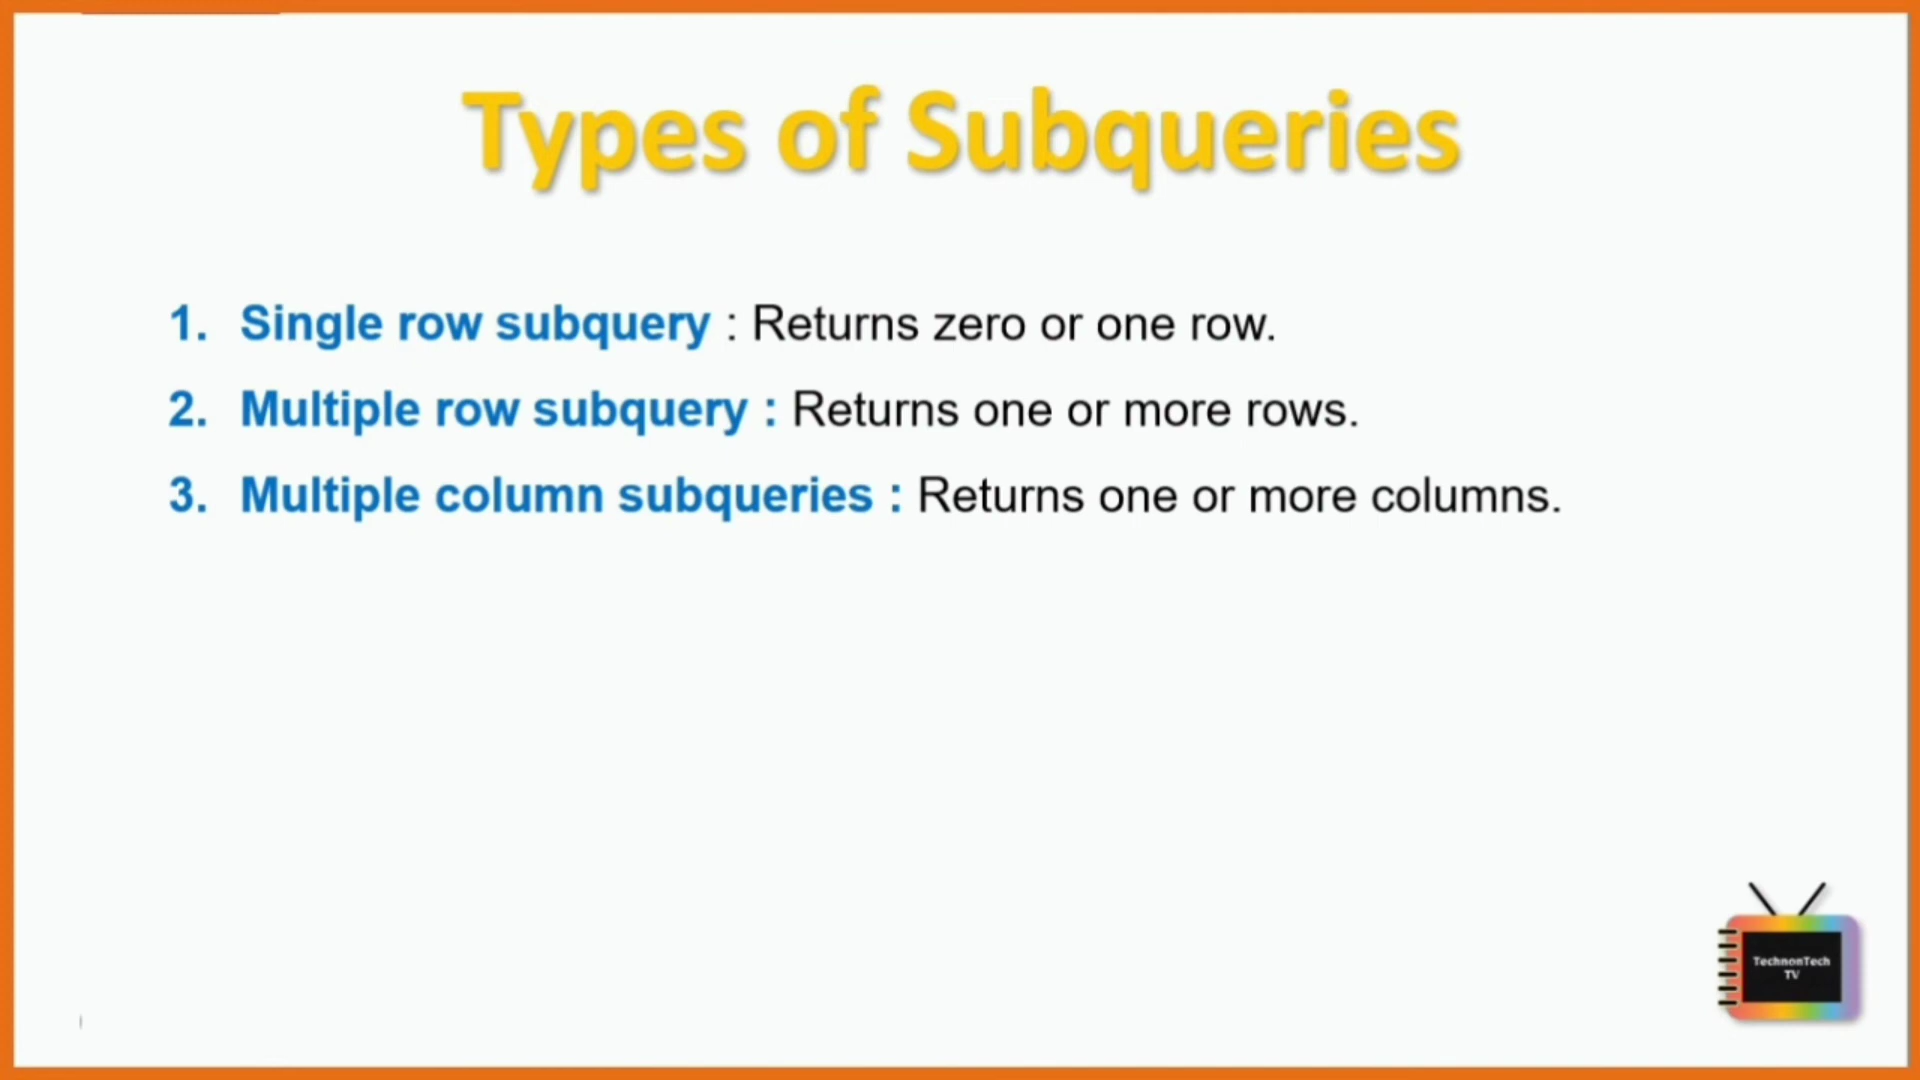 Types of Subqueries
1. Single row subquery : Returns zero or one row.
2. Multiple row subquery : Returns one or more rows.
3. Multiple column subqueries : Returns one or more columns.
TechnonTech
TV